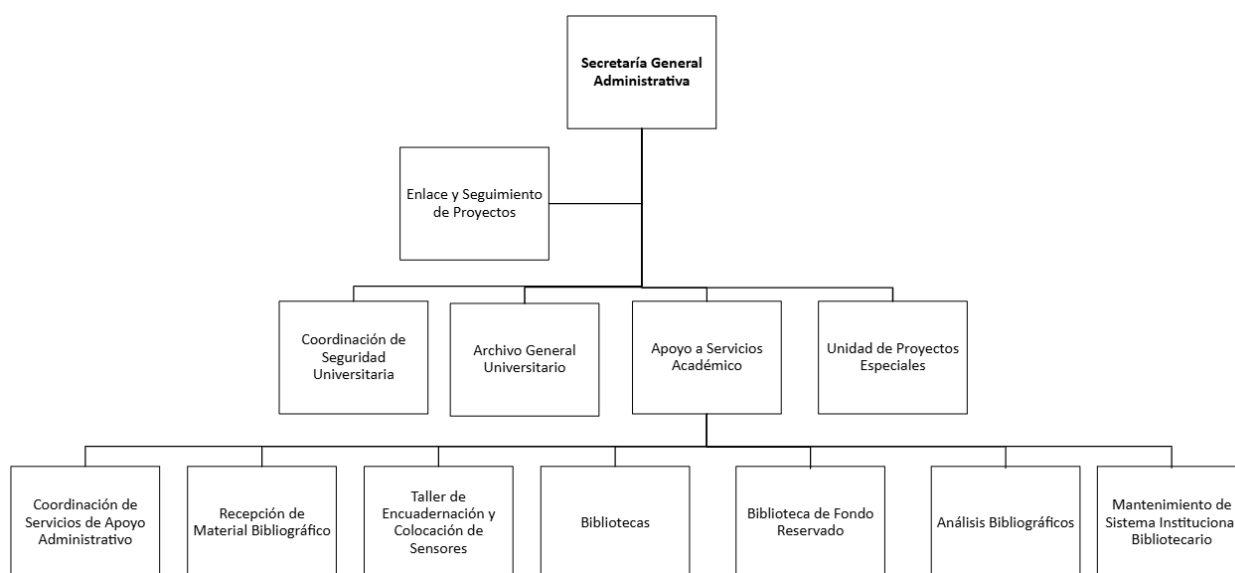 Secretaría General
Administrativa
Enlace y Seguimiento
de Proyectos
Coordinación de
Seguridad
Universitaria
Archivo General
Universitario
Apoyo a Servicios
Académico
Unidad de Proyectos
Especiales
Coordinación de
Servicios de Apoyo
Administrativo
Recepción de
Material Bibliográfico
Taller de
Encuadernación y
Colocación de
Sensores
Bibliotecas
Biblioteca de Fondo
Reservado
Análisis Bibliográficos
Mantenimiento de
Sistema Institucional
Bibliotecario